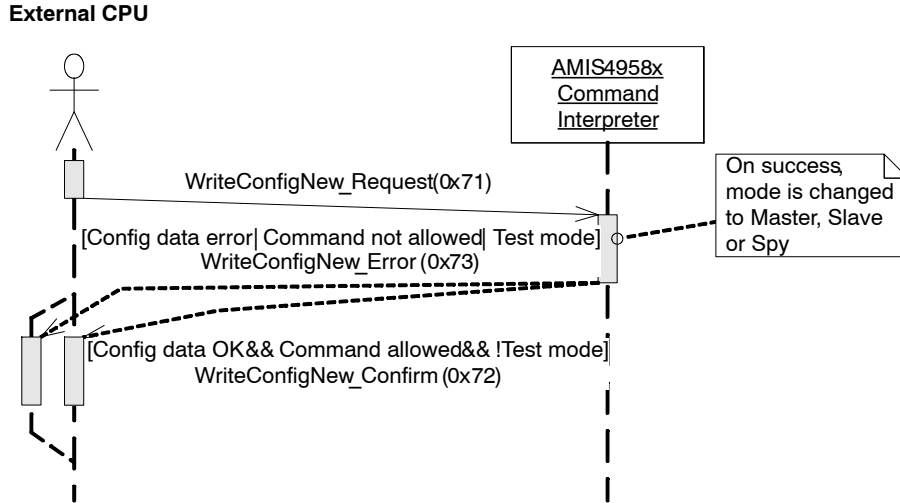 External CPU
AMIS4958x
Command
Interpreter
On success,
mode is changed
to Master, Slave
or Spy
WriteConfigNew_Request(0x71)
[Config data error| Command not allowed| Test mode]
WriteConfigNew_Error (0x73)
[Config data OK&& Command allowed&& !Test mode]
WriteConfigNew_Confirm (0x72)